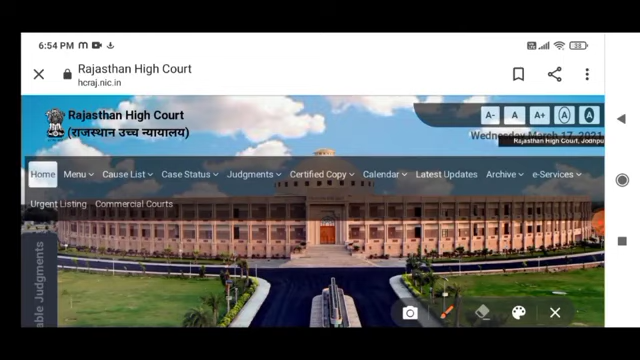 6:54 PM
38
Rajasthan High Court
hcraj.nic.in
Rajasthan High Court
(राजस्थान उच्च न्यायालय)
A- A A+ A A
Wednesday March 17, 2021
Rajasthan High Court, Jodhpu
Home Menu Cause List Case Status Judgments Certified Copy Calendar Latest Updates Archive e-Services
Urgent Listing Commercial Courts
able Judgments